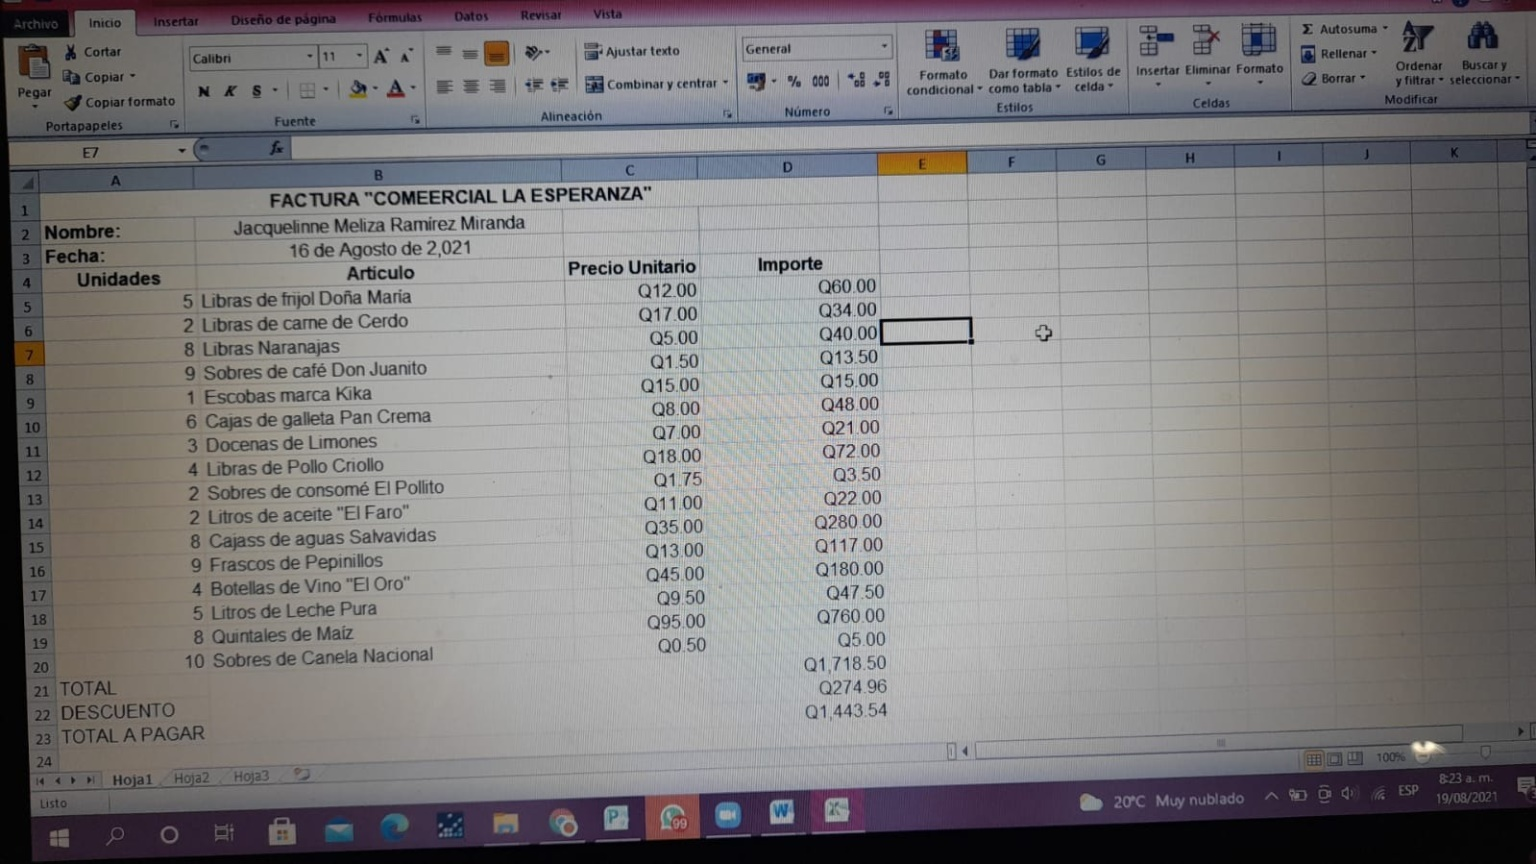 Archivo Inicio Insertar Diseño de página Fórmulas Datos Revisar Vista
Pegar Cortar Copiar Copiar formato Portapapeles
Calibri 11 A A N K S A Fuente
Ajustar texto Combinar y centrar Alineación
General % 000 Número
Formato condicional Dar formato como tabla Estilos de celda Estilos
Insertar Eliminar Formato Celdas
Σ Autosuma Rellenar Borrar Ordenar y filtrar Buscar y seleccionar Modificar
E7 fx
A B C D E F G H I J K
1 FACTURA "COMEERCIAL LA ESPERANZA"
2 Nombre: Jacquelinne Meliza Ramírez Miranda
3 Fecha: 16 de Agosto de 2,021
4 Unidades Artículo Precio Unitario Importe
5 5 Libras de frijol Doña María Q12.00 Q60.00
6 2 Libras de carne de Cerdo Q17.00 Q34.00
7 8 Libras Naranajas Q5.00 Q40.00
8 9 Sobres de café Don Juanito Q1.50 Q13.50
9 1 Escobas marca Kika Q15.00 Q15.00
10 6 Cajas de galleta Pan Crema Q8.00 Q48.00
11 3 Docenas de Limones Q7.00 Q21.00
12 4 Libras de Pollo Criollo Q18.00 Q72.00
13 2 Sobres de consomé El Pollito Q1.75 Q3.50
14 2 Litros de aceite "El Faro" Q11.00 Q22.00
15 8 Cajass de aguas Salvavidas Q35.00 Q280.00
16 9 Frascos de Pepinillos Q13.00 Q117.00
17 4 Botellas de Vino "El Oro" Q45.00 Q180.00
18 5 Litros de Leche Pura Q9.50 Q47.50
19 8 Quintales de Maíz Q95.00 Q760.00
20 10 Sobres de Canela Nacional Q0.50 Q5.00
21 TOTAL Q1,718.50
22 DESCUENTO Q274.96
23 TOTAL A PAGAR Q1,443.54
24
Hoja1 Hoja2 Hoja3
Listo 100%
99 20°C Muy nublado ESP 8:23 a. m.
19/08/2021